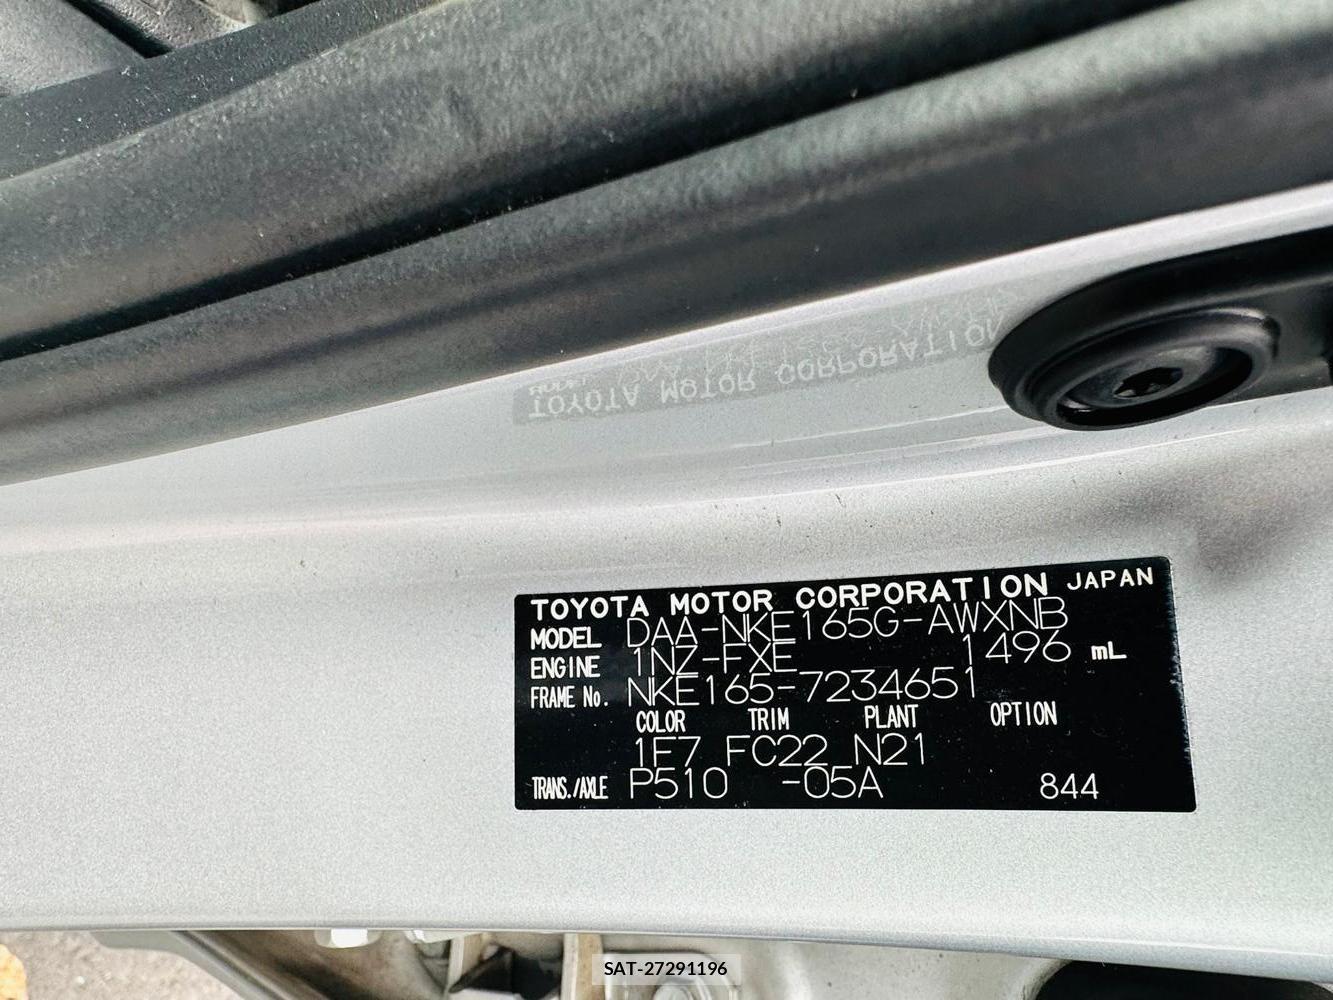 TOYOTA MOTOR CORPORATION
TOYOTA MOTOR CORPORATION JAPAN
MODEL DAA-NKE165G-AWXNB
ENGINE 1NZ-FXE 1496 mL
FRAME No. NKE165-7234651
COLOR TRIM PLANT OPTION
1F7 FC22 N21
TRANS./AXLE P510 -05A 844
SAT-27291196